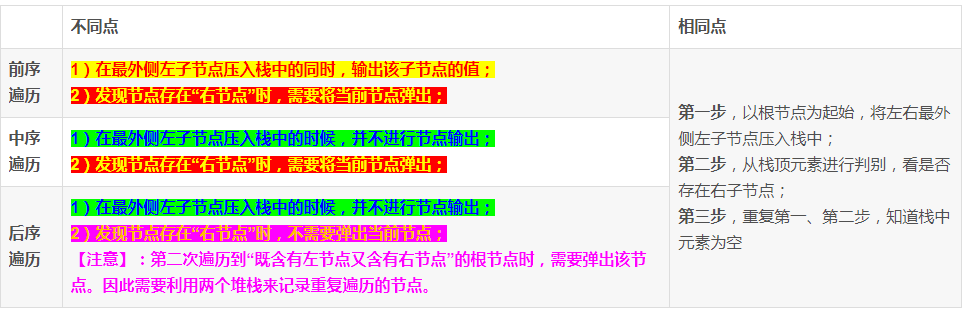 不同点
相同点
前序
遍历
1）在最外侧左子节点压入栈中的同时，输出该子节点的值；
2）发现节点存在“右节点”时，需要将当前节点弹出；
中序
遍历
1）在最外侧左子节点压入栈中的时候，并不进行节点输出；
2）发现节点存在“右节点”时，需要将当前节点弹出；
后序
遍历
1）在最外侧左子节点压入栈中的时候，并不进行节点输出；
2）发现节点存在“右节点”时，不需要弹出当前节点；
【注意】：第二次遍历到“既含有左节点又含有右节点”的根节点时，需要弹出该节
点。因此需要利用两个堆栈来记录重复遍历的节点。
第一步，以根节点为起始，将左右最外
侧左子节点压入栈中；
第二步，从栈顶元素进行判别，看是否
存在右子节点；
第三步，重复第一、第二步，知道栈中
元素为空